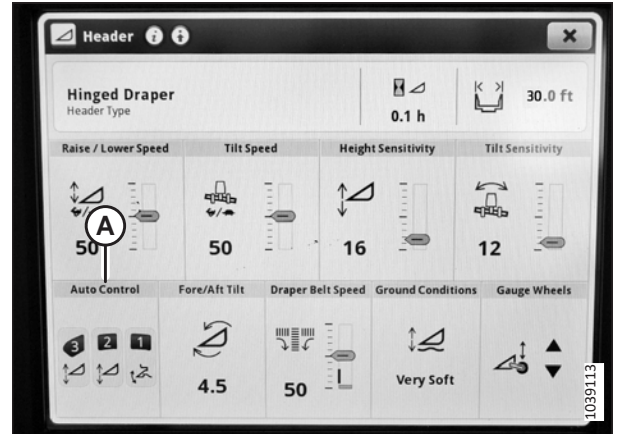 Header
Hinged Draper
Header Type
0.1 h
30.0 ft
Raise / Lower Speed
Tilt Speed
Height Sensitivity
Tilt Sensitivity
50
50
16
12
A
Auto Control
Fore/Aft Tilt
Draper Belt Speed
Ground Conditions
Gauge Wheels
3 2 1
4.5
50
Very Soft
1039113